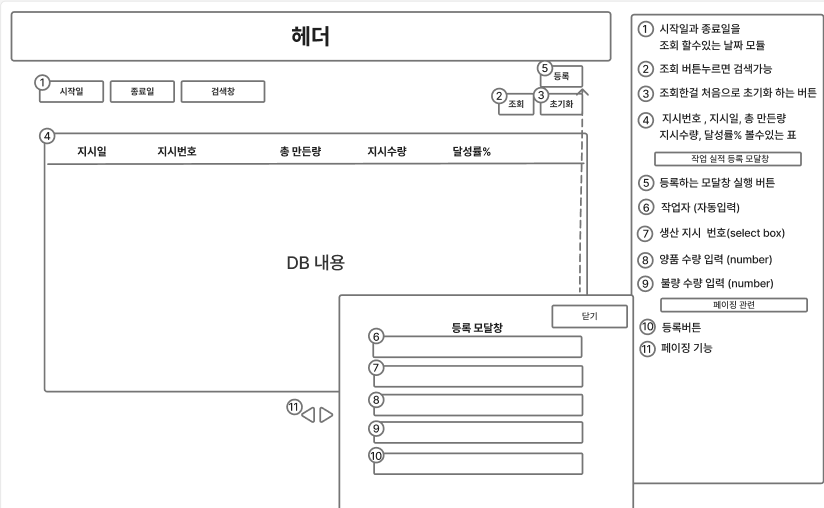 헤더
① 시작일
종료일
검색창
⑤ 등록
② 조회
③ 초기화
④
지시일 지시번호 총 만든량 지시수량 달성률%
DB 내용
닫기
등록 모달창
⑥
⑦
⑧
⑨
⑩
⑪
① 시작일과 종료일을
조회 할수있는 날짜 모듈
② 조회 버튼누르면 검색가능
③ 조회한걸 처음으로 초기화 하는 버튼
④ 지시번호 , 지시일, 총 만든량
지시수량, 달성률% 볼수있는 표
작업 실적 등록 모달창
⑤ 등록하는 모달창 실행 버튼
⑥ 작업자 (자동입력)
⑦ 생산 지시 번호(select box)
⑧ 양품 수량 입력 (number)
⑨ 불량 수량 입력 (number)
페이징 관련
⑩ 등록버튼
⑪ 페이징 기능